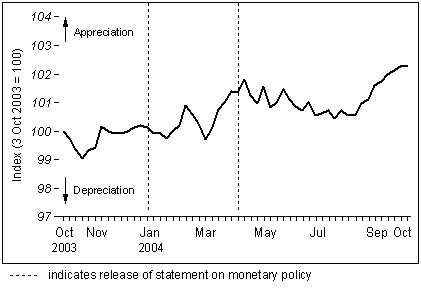 104
Appreciation
103
102
101
100
99
98
Depreciation
97
Index (3 Oct 2003 = 100)
Oct Nov Jan Mar May Jul Sep Oct
2003 2004
indicates release of statement on monetary policy